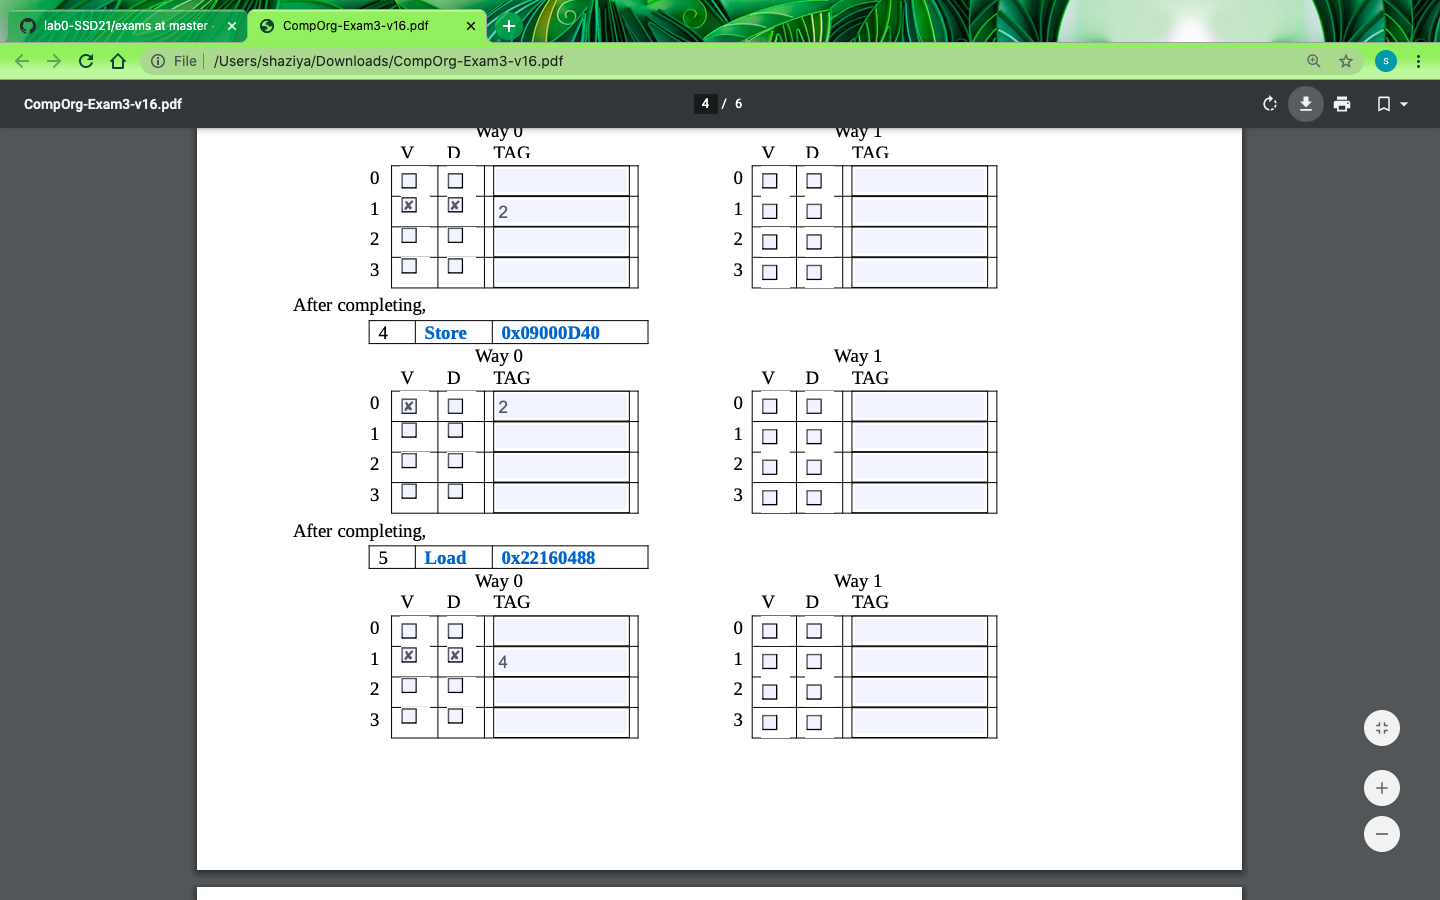 lab0-SSD21/exams at master
CompOrg-Exam3-v16.pdf
File
/Users/shaziya/Downloads/CompOrg-Exam3-v16.pdf
S
CompOrg-Exam3-v16.pdf
4 / 6
Way 0 Way 1
V D TAG V D TAG
0 0
1 2 1
2 2
3 3
After completing,
4 Store 0x09000D40
Way 0 Way 1
V D TAG V D TAG
0 2 0
1 1
2 2
3 3
After completing,
5 Load 0x22160488
Way 0 Way 1
V D TAG V D TAG
0 0
1 4 1
2 2
3 3